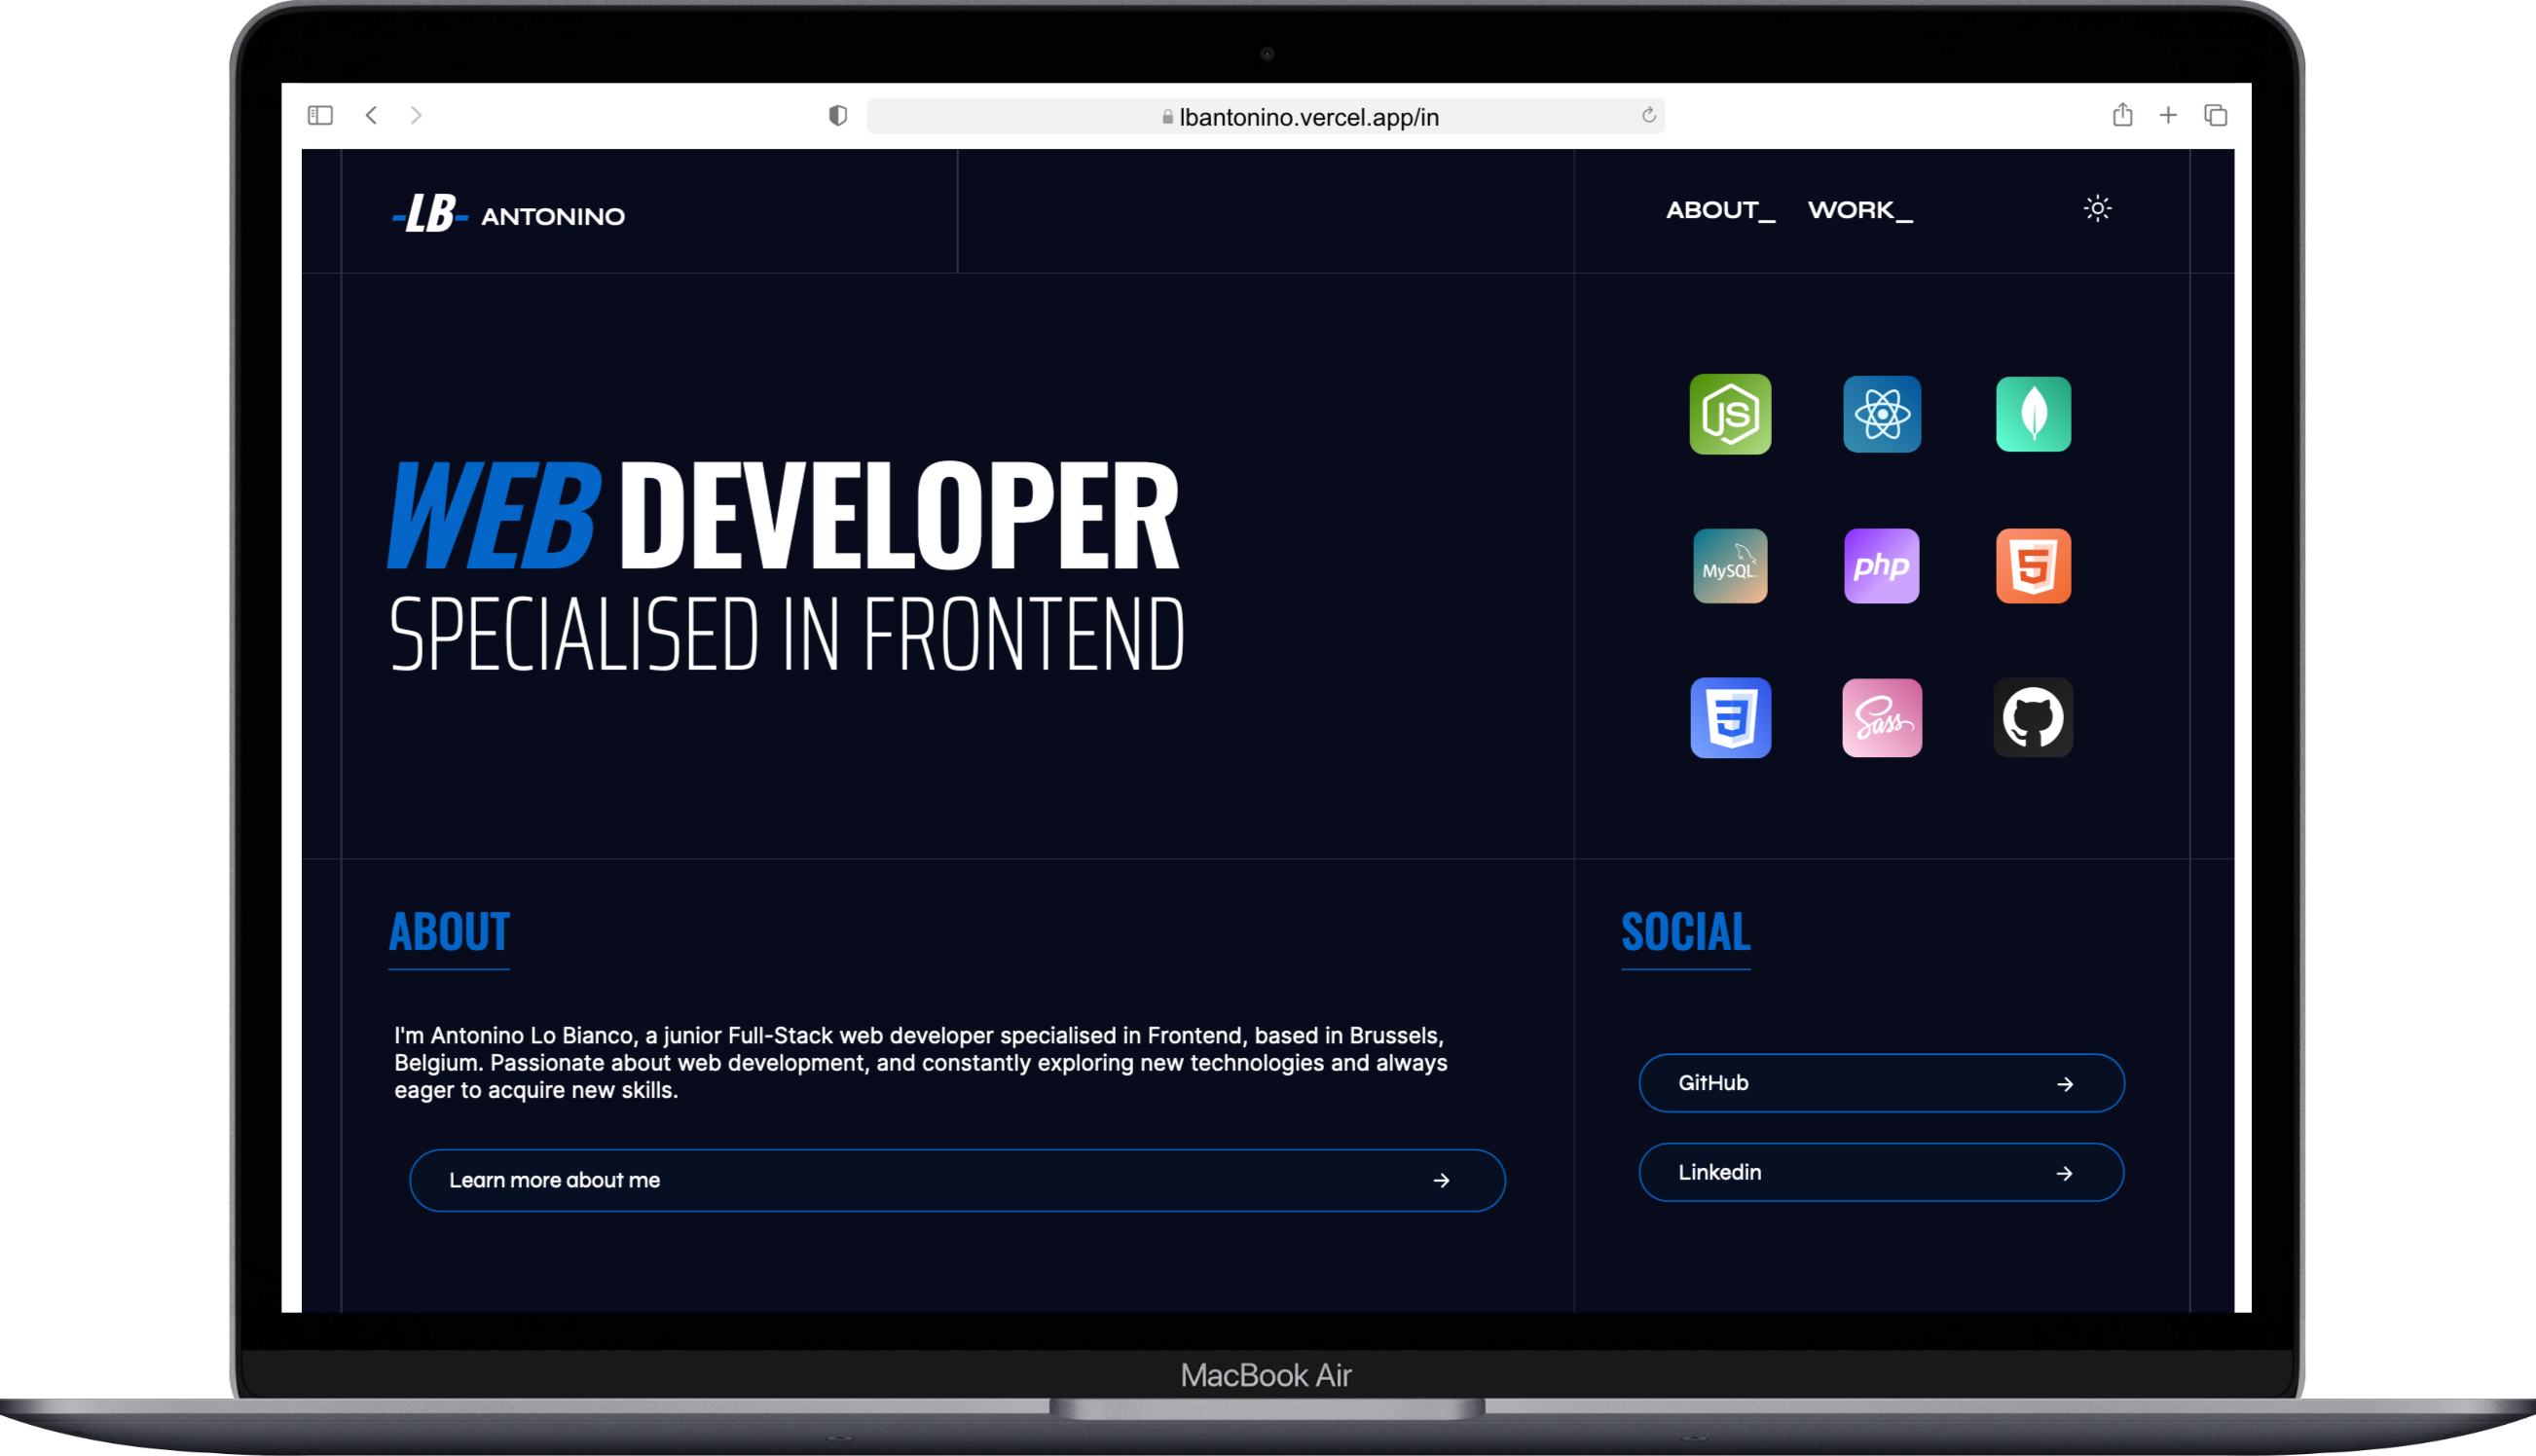 lbantonino.vercel.app/in
-LB- ANTONINO
ABOUT_ WORK_
WEB DEVELOPER
SPECIALISED IN FRONTEND
JS
MySQL
php
5
3
Sass
ABOUT
I'm Antonino Lo Bianco, a junior Full-Stack web developer specialised in Frontend, based in Brussels,
Belgium. Passionate about web development, and constantly exploring new technologies and always
eager to acquire new skills.
Learn more about me
SOCIAL
GitHub
Linkedin
MacBook Air